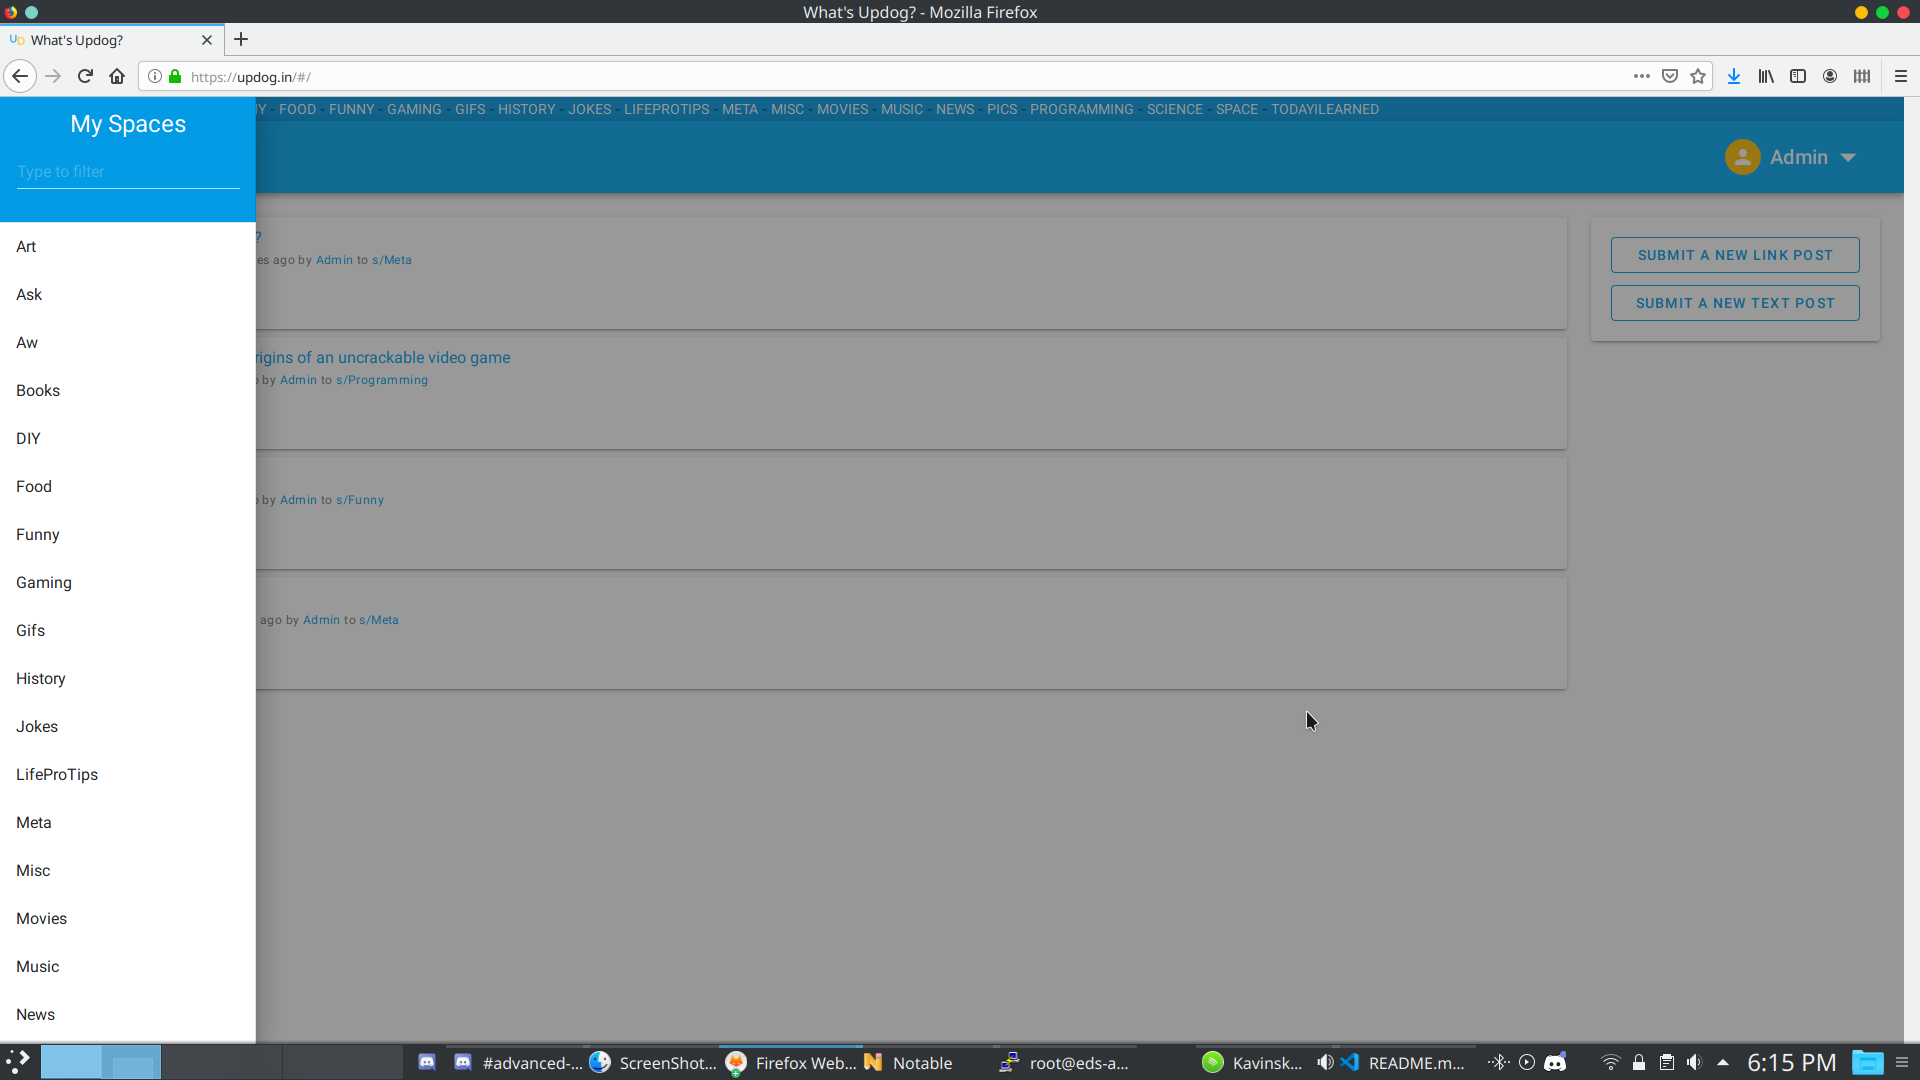 What's Updog? - Mozilla Firefox
UD What's Updog?
https://updog.in/#/
My Spaces
Y - FOOD - FUNNY - GAMING - GIFS - HISTORY - JOKES - LIFEPROTIPS - META - MISC - MOVIES - MUSIC - NEWS - PICS - PROGRAMMING - SCIENCE - SPACE - TODAYILEARNED
Type to filter
Admin
Art
Ask
Aw
Books
DIY
Food
Funny
Gaming
Gifs
History
Jokes
LifeProTips
Meta
Misc
Movies
Music
News
?
es ago by Admin to s/Meta
rigins of an uncrackable video game
by Admin to s/Programming
by Admin to s/Funny
ago by Admin to s/Meta
SUBMIT A NEW LINK POST
SUBMIT A NEW TEXT POST
#advanced-...
ScreenShot...
Firefox Web...
Notable
root@eds-a...
Kavinsk...
README.m...
6:15 PM